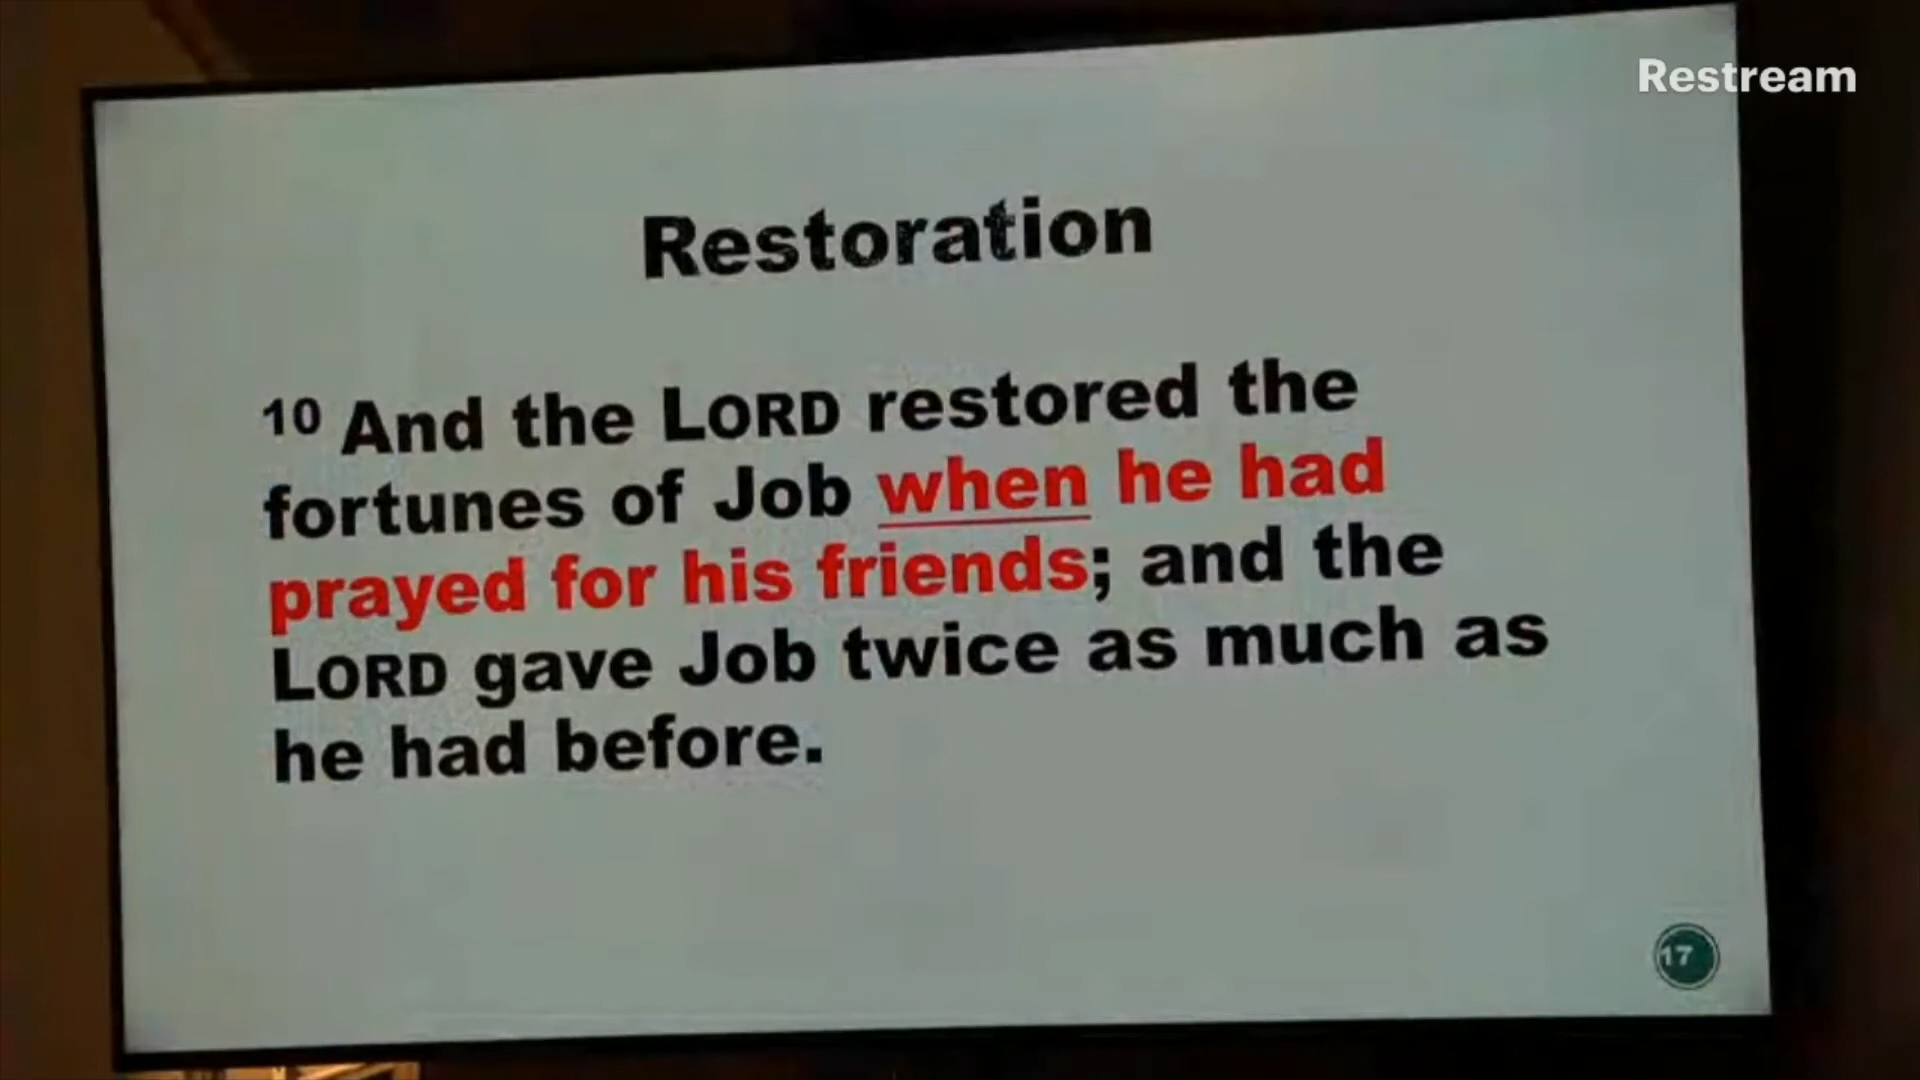 Restream
Restoration
10 And the LORD restored the
fortunes of Job when he had
prayed for his friends; and the
LORD gave Job twice as much as
he had before.
17